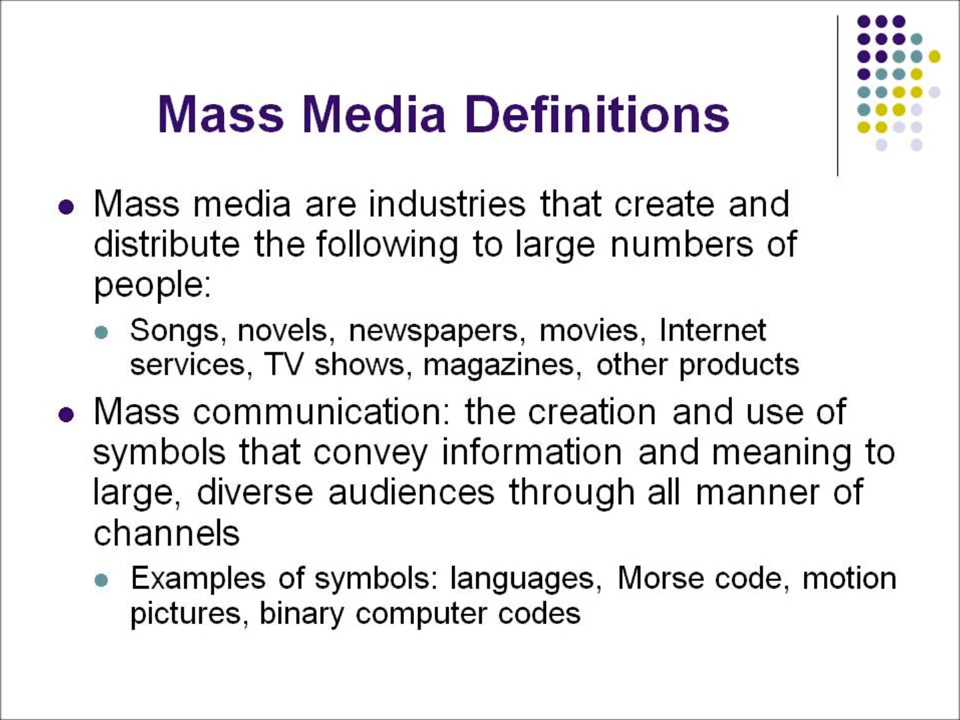 Mass Media Definitions
Mass media are industries that create and
distribute the following to large numbers of
people:
Songs, novels, newspapers, movies, Internet
services, TV shows, magazines, other products
Mass communication: the creation and use of
symbols that convey information and meaning to
large, diverse audiences through all manner of
channels
Examples of symbols: languages, Morse code, motion
pictures, binary computer codes